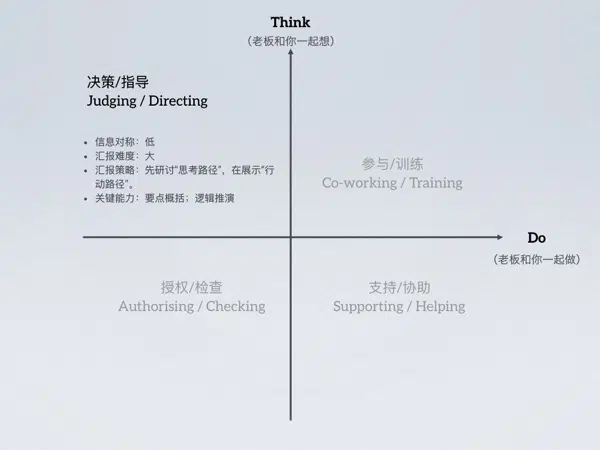 Think
（老板和你一起想）
决策/指导
Judging / Directing
• 信息对称：低
• 汇报难度：大
• 汇报策略：先研讨“思考路径”，在展示“行
动路径”。
• 关键能力：要点概括；逻辑推演
参与/训练
Co-working / Training
Do
（老板和你一起做）
授权/检查
Authorising / Checking
支持/协助
Supporting / Helping